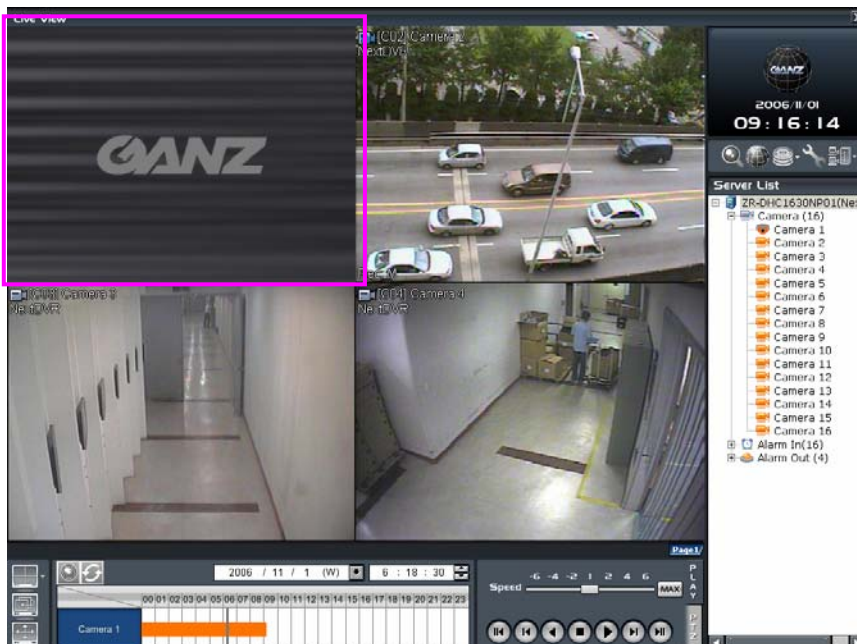 Live View
GANZ
[C02] Camera 2
NextDVR
[C03] Camera 3
NextDVR
[C04] Camera 4
NextDVR
GANZ
2006/11/01
09:16:14
Server List
ZR-DHC1630NP01(Nex
Camera (16)
Camera 1
Camera 2
Camera 3
Camera 4
Camera 5
Camera 6
Camera 7
Camera 8
Camera 9
Camera 10
Camera 11
Camera 12
Camera 13
Camera 14
Camera 15
Camera 16
Alarm In(16)
Alarm Out (4)
Page1/
2006 / 11 / 1 (W) 6 : 18 : 30
Speed -6 -4 -2 1 2 4 6 MAX
PLAY
PTZ
00 01 02 03 04 05 06 07 08 09 10 11 12 13 14 15 16 17 18 19 20 21 22 23
Camera 1